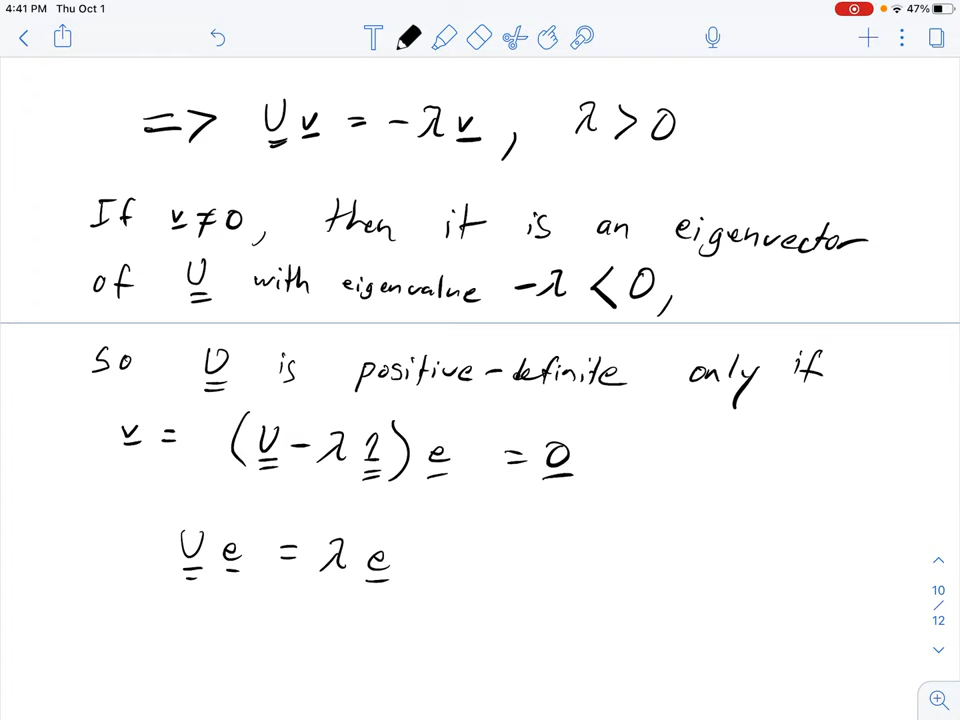 4:41 PM Thu Oct 1
47%
=> U̳ v̲ = -λ v̲, λ > 0
If v̲ ≠ 0, then it is an eigenvector
of U̳ with eigenvalue -λ < 0,
So U̳ is positive-definite only if
v̲ = (U̳ - λ 1̳) e̲ = 0̲
U̳ e̲ = λ e̲
10
/
12